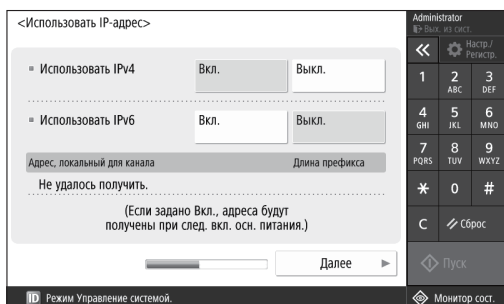 <Использовать IP-адрес>
Использовать IPv4
Вкл.
Выкл.
Использовать IPv6
Вкл.
Выкл.
Адрес, локальный для канала
Длина префикса
Не удалось получить.
(Если задано Вкл., адреса будут
получены при след. вкл. осн. питания.)
Далее
ID Режим Управление системой.
Administrator
Вых. из сист.
Настр./
Регистр.
1
2
ABC
3
DEF
4
GHI
5
JKL
6
MNO
7
PQRS
8
TUV
9
WXYZ
*
0
#
C
Сброс
Пуск
Монитор сост.